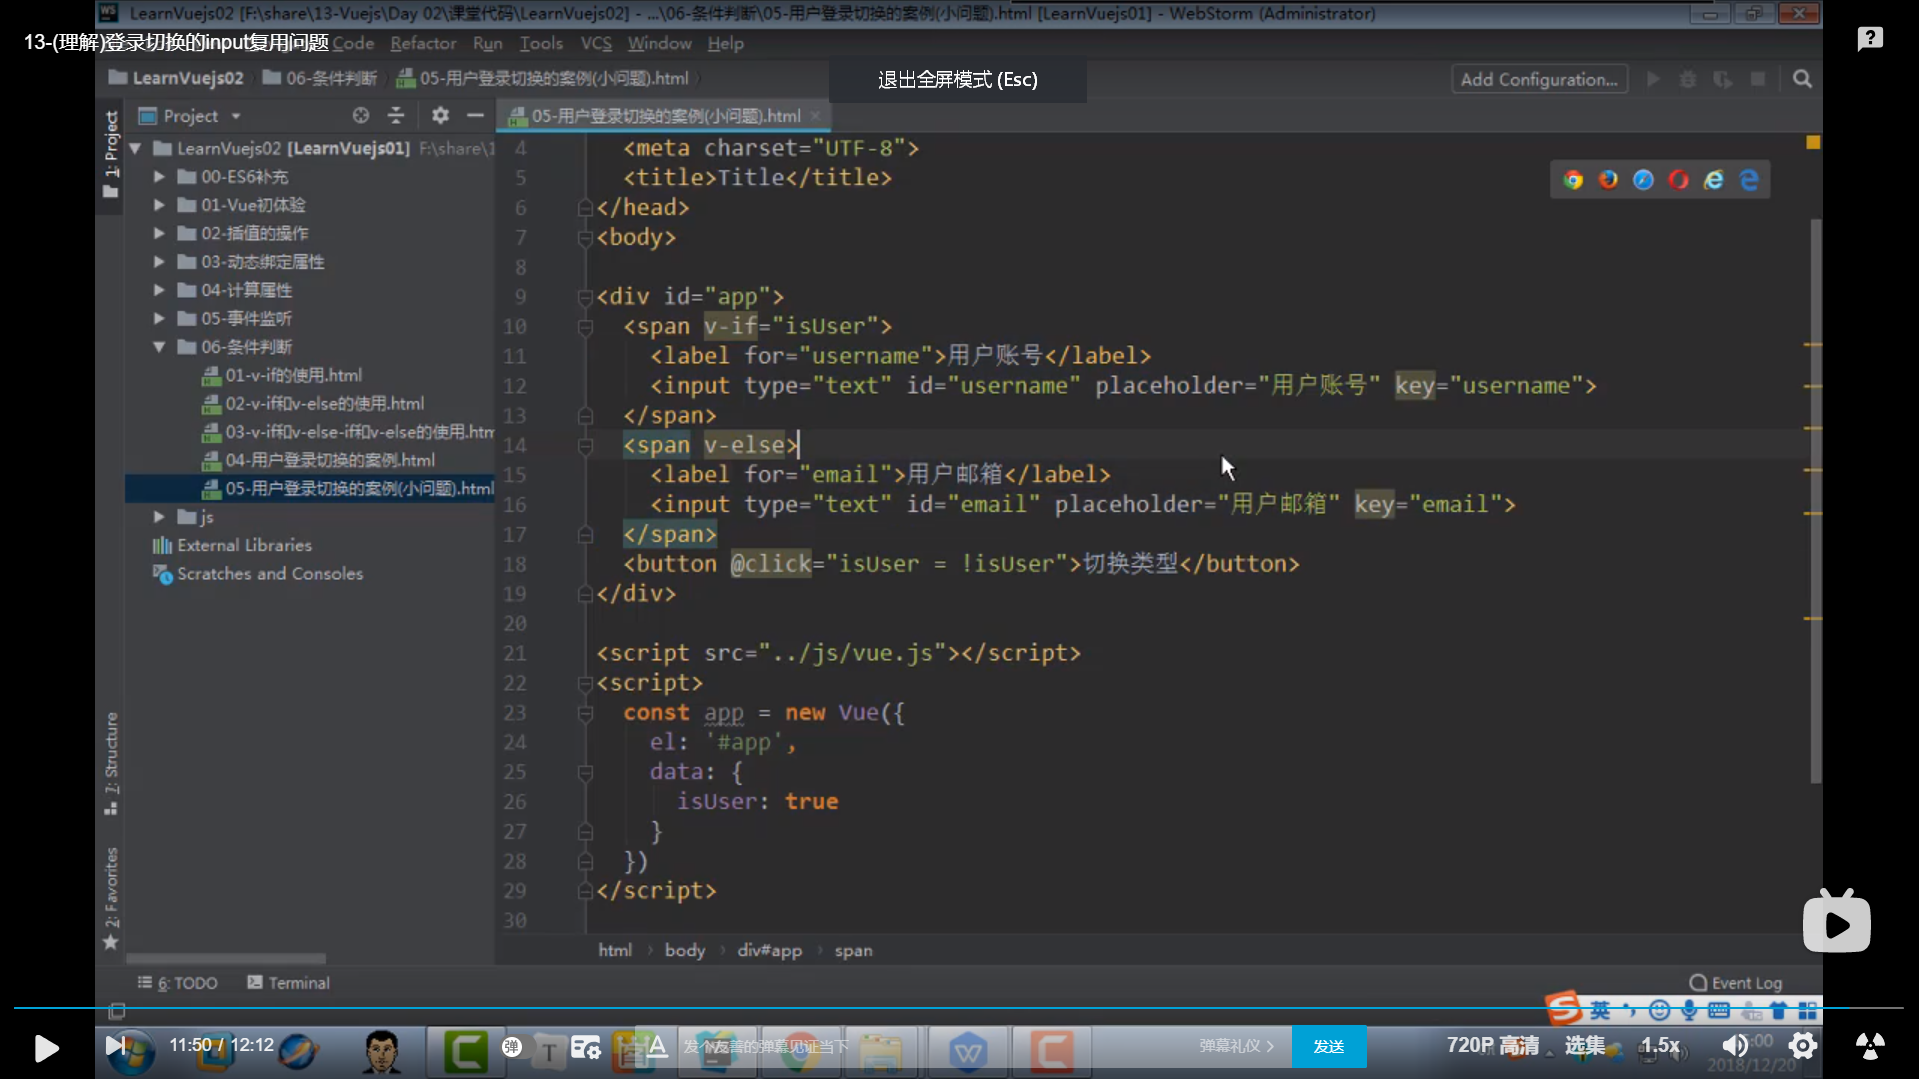 LearnVuejs02 [F:\share\13-Vuejs\Day 02\课堂代码\LearnVuejs02] - ...\06-条件判断\05-用户登录切换的案例(小问题).html [LearnVuejs01] - WebStorm (Administrator)
13-(理解)登录切换的input复用问题
Code Refactor Run Tools VCS Window Help
LearnVuejs02 06-条件判断 05-用户登录切换的案例(小问题).html
退出全屏模式 (Esc)
Add Configuration...
1: Project
Project
05-用户登录切换的案例(小问题).html
LearnVuejs02 [LearnVuejs01] F:\share\1
00-ES6补充
01-Vue初体验
02-插值的操作
03-动态绑定属性
04-计算属性
05-事件监听
06-条件判断
01-v-if的使用.html
02-v-if和v-else的使用.html
03-v-if和v-else-if和v-else的使用.htm
04-用户登录切换的案例.html
05-用户登录切换的案例(小问题).html
js
External Libraries
Scratches and Consoles
7: Structure
2: Favorites
4 <meta charset="UTF-8">
5 <title>Title</title>
6 </head>
7 <body>
8
9 <div id="app">
10 <span v-if="isUser">
11 <label for="username">用户账号</label>
12 <input type="text" id="username" placeholder="用户账号" key="username">
13 </span>
14 <span v-else>
15 <label for="email">用户邮箱</label>
16 <input type="text" id="email" placeholder="用户邮箱" key="email">
17 </span>
18 <button @click="isUser = !isUser">切换类型</button>
19 </div>
20
21 <script src="../js/vue.js"></script>
22 <script>
23 const app = new Vue({
24 el: '#app',
25 data: {
26 isUser: true
27 }
28 })
29 </script>
30
html body div#app span
6: TODO Terminal
Event Log
英
11:50 / 12:12
弹
发个友善的弹幕见证当下
弹幕礼仪
发送
720P 高清
选集
1.5x
2018/12/20